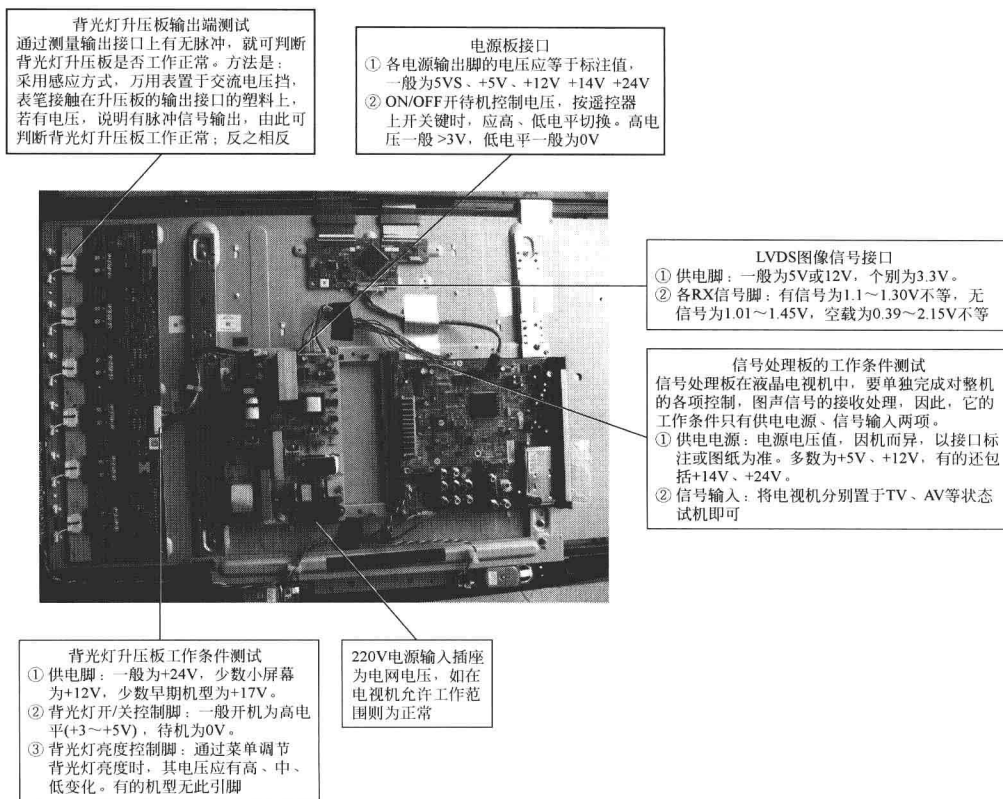 背光灯升压板输出端测试
通过测量输出接口上有无脉冲，就可判断
背光灯升压板是否工作正常。方法是：
采用感应方式，万用表置于交流电压挡，
表笔接触在升压板的输出接口的塑料上，
若有电压，说明有脉冲信号输出，由此可
判断背光灯升压板工作正常；反之相反
电源板接口
① 各电源输出脚的电压应等于标注值，
一般为5VS、+5V、+12V +14V +24V
② ON/OFF开待机控制电压，按遥控器
上开关键时，应高、低电平切换。高电
压一般 >3V，低电平一般为0V
LVDS图像信号接口
① 供电脚：一般为5V或12V，个别为3.3V。
② 各RX信号脚：有信号为1.1～1.30V不等，无
信号为1.01～1.45V，空载为0.39～2.15V不等
信号处理板的工作条件测试
信号处理板在液晶电视机中，要单独完成对整机
的各项控制，图声信号的接收处理，因此，它的
工作条件只有供电电源、信号输入两项。
① 供电电源：电源电压值，因机而异，以接口标
注或图纸为准。多数为+5V、+12V，有的还包
括+14V、+24V。
② 信号输入：将电视机分别置于TV、AV等状态
试机即可
背光灯升压板工作条件测试
① 供电脚：一般为+24V，少数小屏幕
为+12V，少数早期机型为+17V。
② 背光灯开/关控制脚：一般开机为高电
平(+3～+5V)，待机为0V。
③ 背光灯亮度控制脚：通过菜单调节
背光灯亮度时，其电压应有高、中、
低变化。有的机型无此引脚
220V电源输入插座
为电网电压，如在
电视机允许工作范
围则为正常